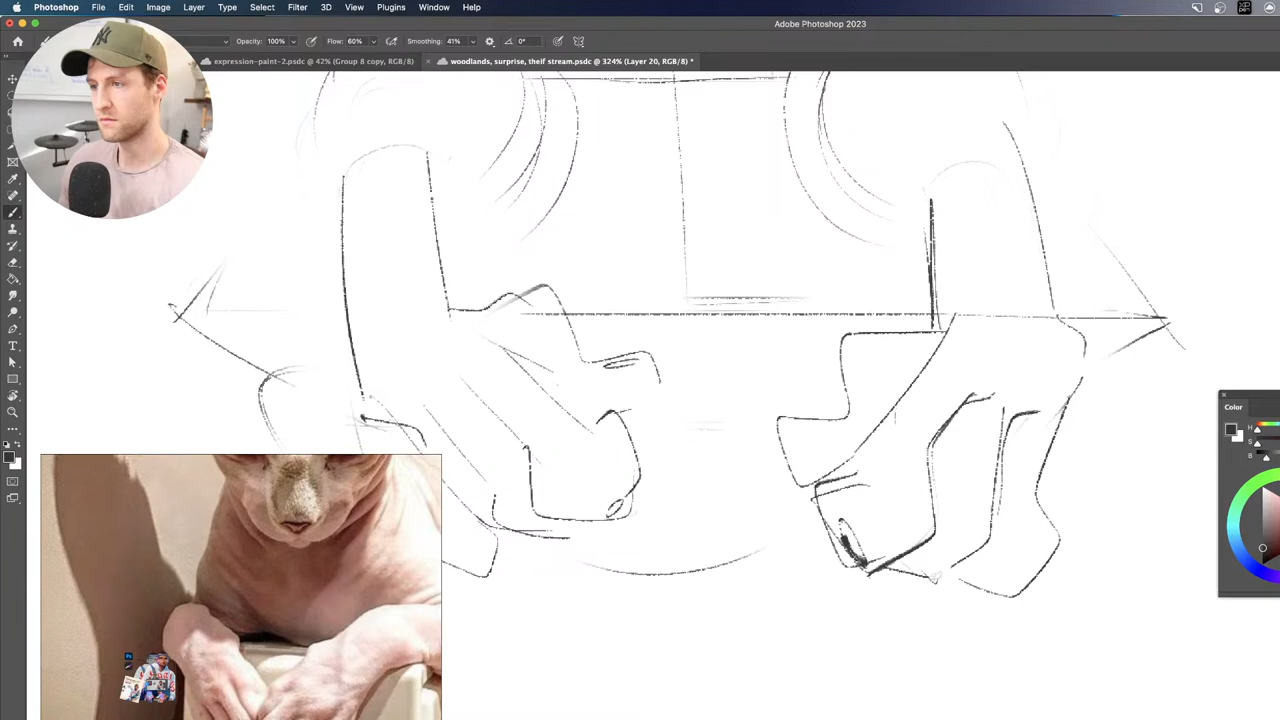 Photoshop File Edit Image Layer Type Select Filter 3D View Plugins Window Help
Adobe Photoshop 2023
Opacity: 100% Flow: 60% Smoothing: 41% 0°
expression-paint-2.psdc @ 42% (Group 8 copy, RGB/8) × woodlands, surprise, theif stream.psdc @ 324% (Layer 20, RGB/8) *
Color
H
S
B
Ps